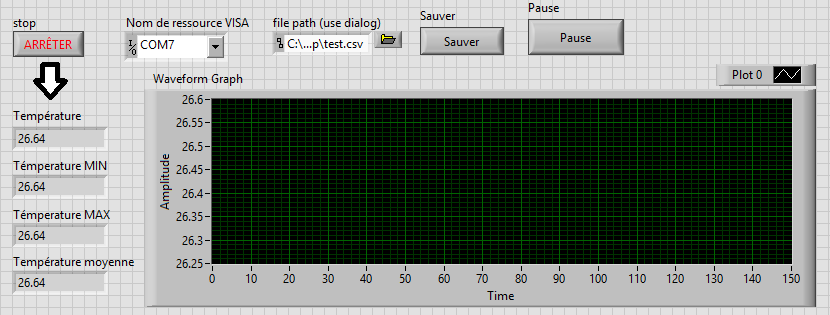 stop
Nom de ressource VISA
file path (use dialog)
Sauver
Pause
ARRÊTER
I/O COM7
C:\...p\test.csv
Sauver
Pause
Waveform Graph
Plot 0
Température
26.64
Témperature MIN
26.64
Témperature MAX
26.64
Température moyenne
26.64
Amplitude
26.6
26.55
26.5
26.45
26.4
26.35
26.3
26.25
0 10 20 30 40 50 60 70 80 90 100 110 120 130 140 150
Time